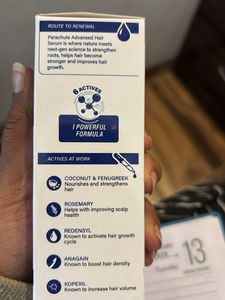 ROUTE TO RENEWAL
Parachute Advansed Hair
Serum is where nature meets
next-gen science to strengthen
roots, helps hair become
stronger and improves hair
growth.
6 ACTIVES
1 POWERFUL
FORMULA
ACTIVES AT WORK
COCONUT & FENUGREEK
Nourishes and strengthens
hair
ROSEMARY
Helps with improving scalp
health
REDENSYL
Known to activate hair growth
cycle
ANAGAIN
Known to boost hair density
KOPEXIL
Known to increase hair volume
13